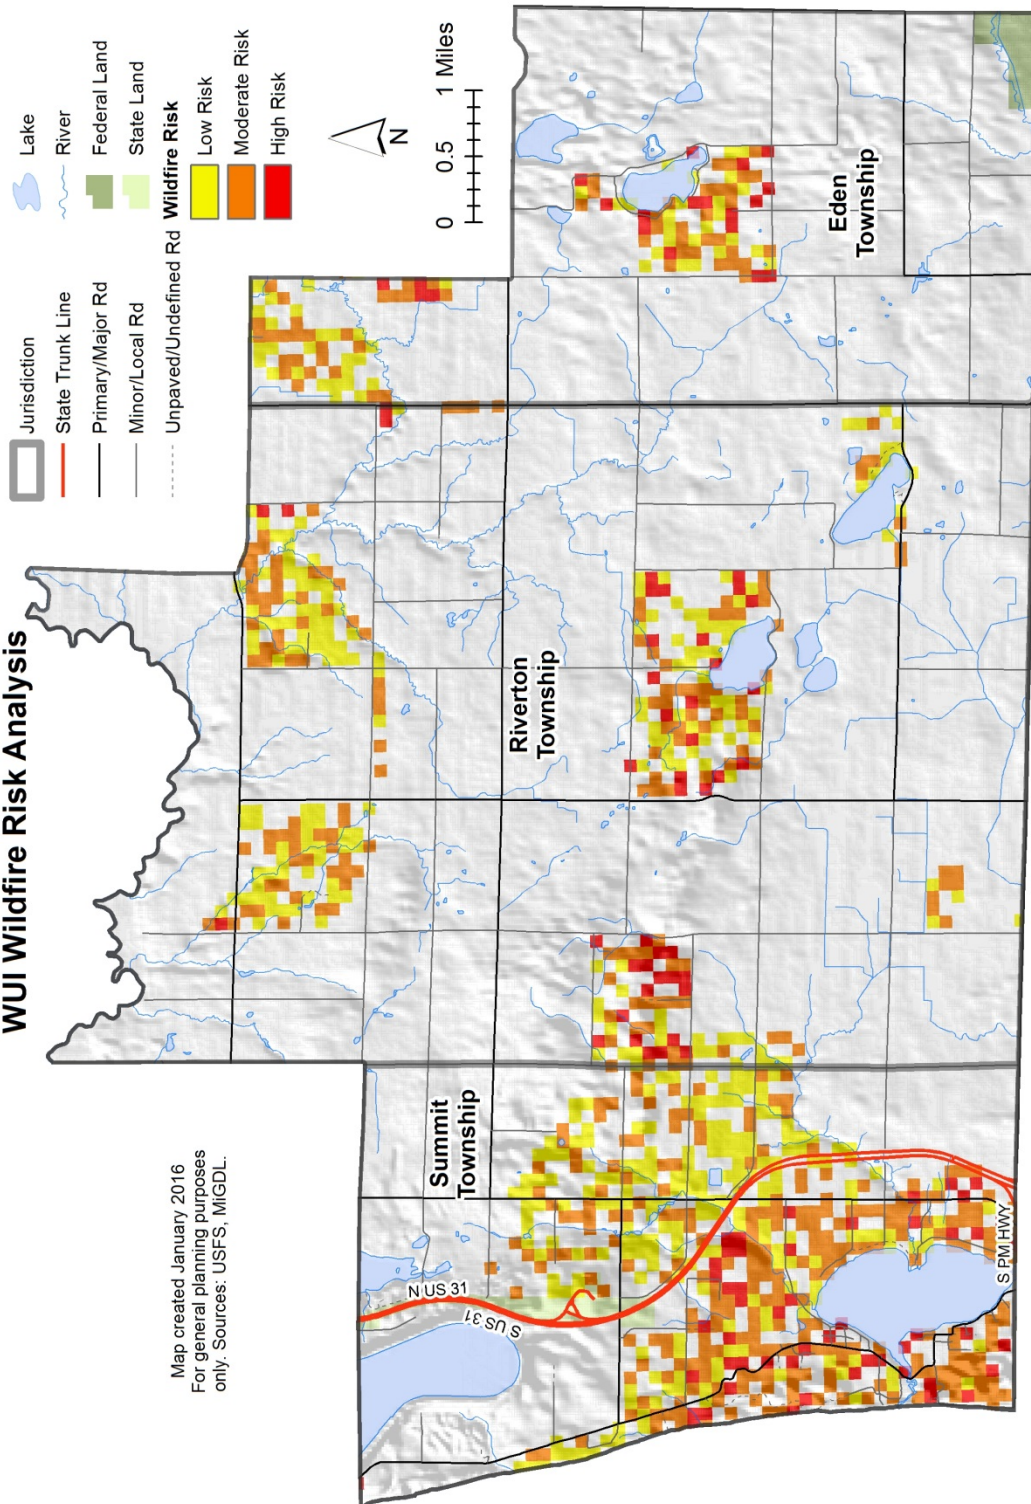 WUI Wildfire Risk Analysis
Jurisdiction
State Trunk Line
Primary/Major Rd
Minor/Local Rd
Unpaved/Undefined Rd
Lake
River
Federal Land
State Land
Wildfire Risk
Low Risk
Moderate Risk
High Risk
N
0 0.5 1 Miles
Map created January 2016
For general planning purposes
only. Sources: USFS, MiGDL.
Summit
Township
Riverton
Township
Eden
Township
N US 31
S US 31
S PM HWY